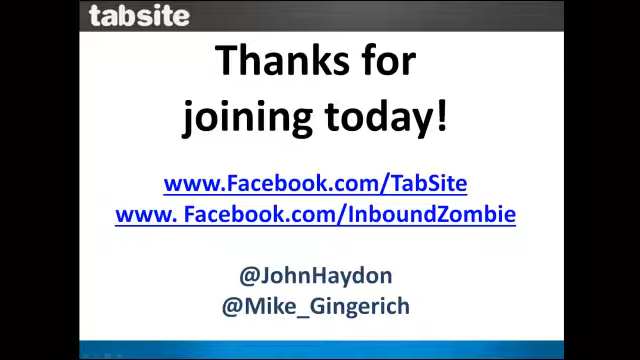 tabsite
Thanks for
joining today!
www.Facebook.com/TabSite
www. Facebook.com/InboundZombie
@JohnHaydon
@Mike_Gingerich